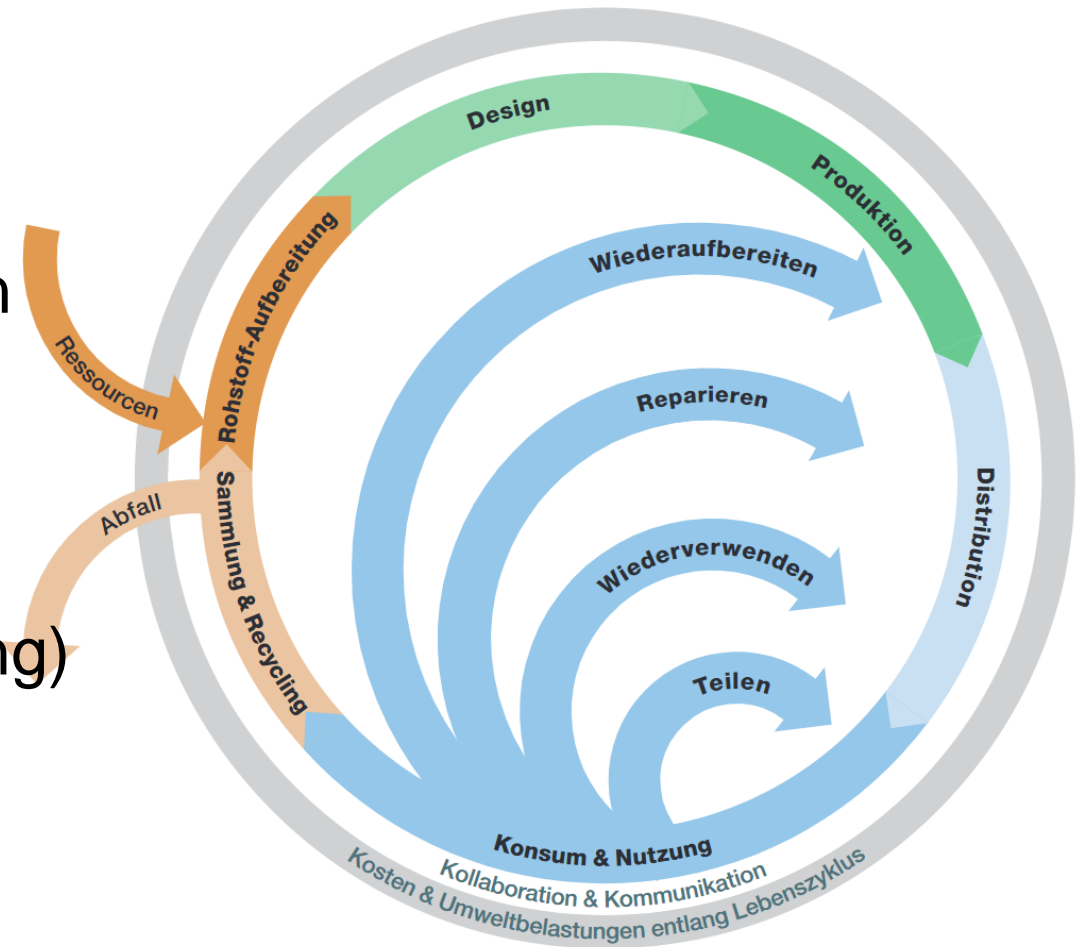 Design
Produktion
Wiederaufbereiten
Rohstoff-Aufbereitung
n
Ressourcen
Reparieren
Abfall
Sammlung & Recycling
Distribution
Wiederverwenden
ng)
Teilen
Konsum & Nutzung
Kollaboration & Kommunikation
Kosten & Umweltbelastungen entlang Lebenszyklus